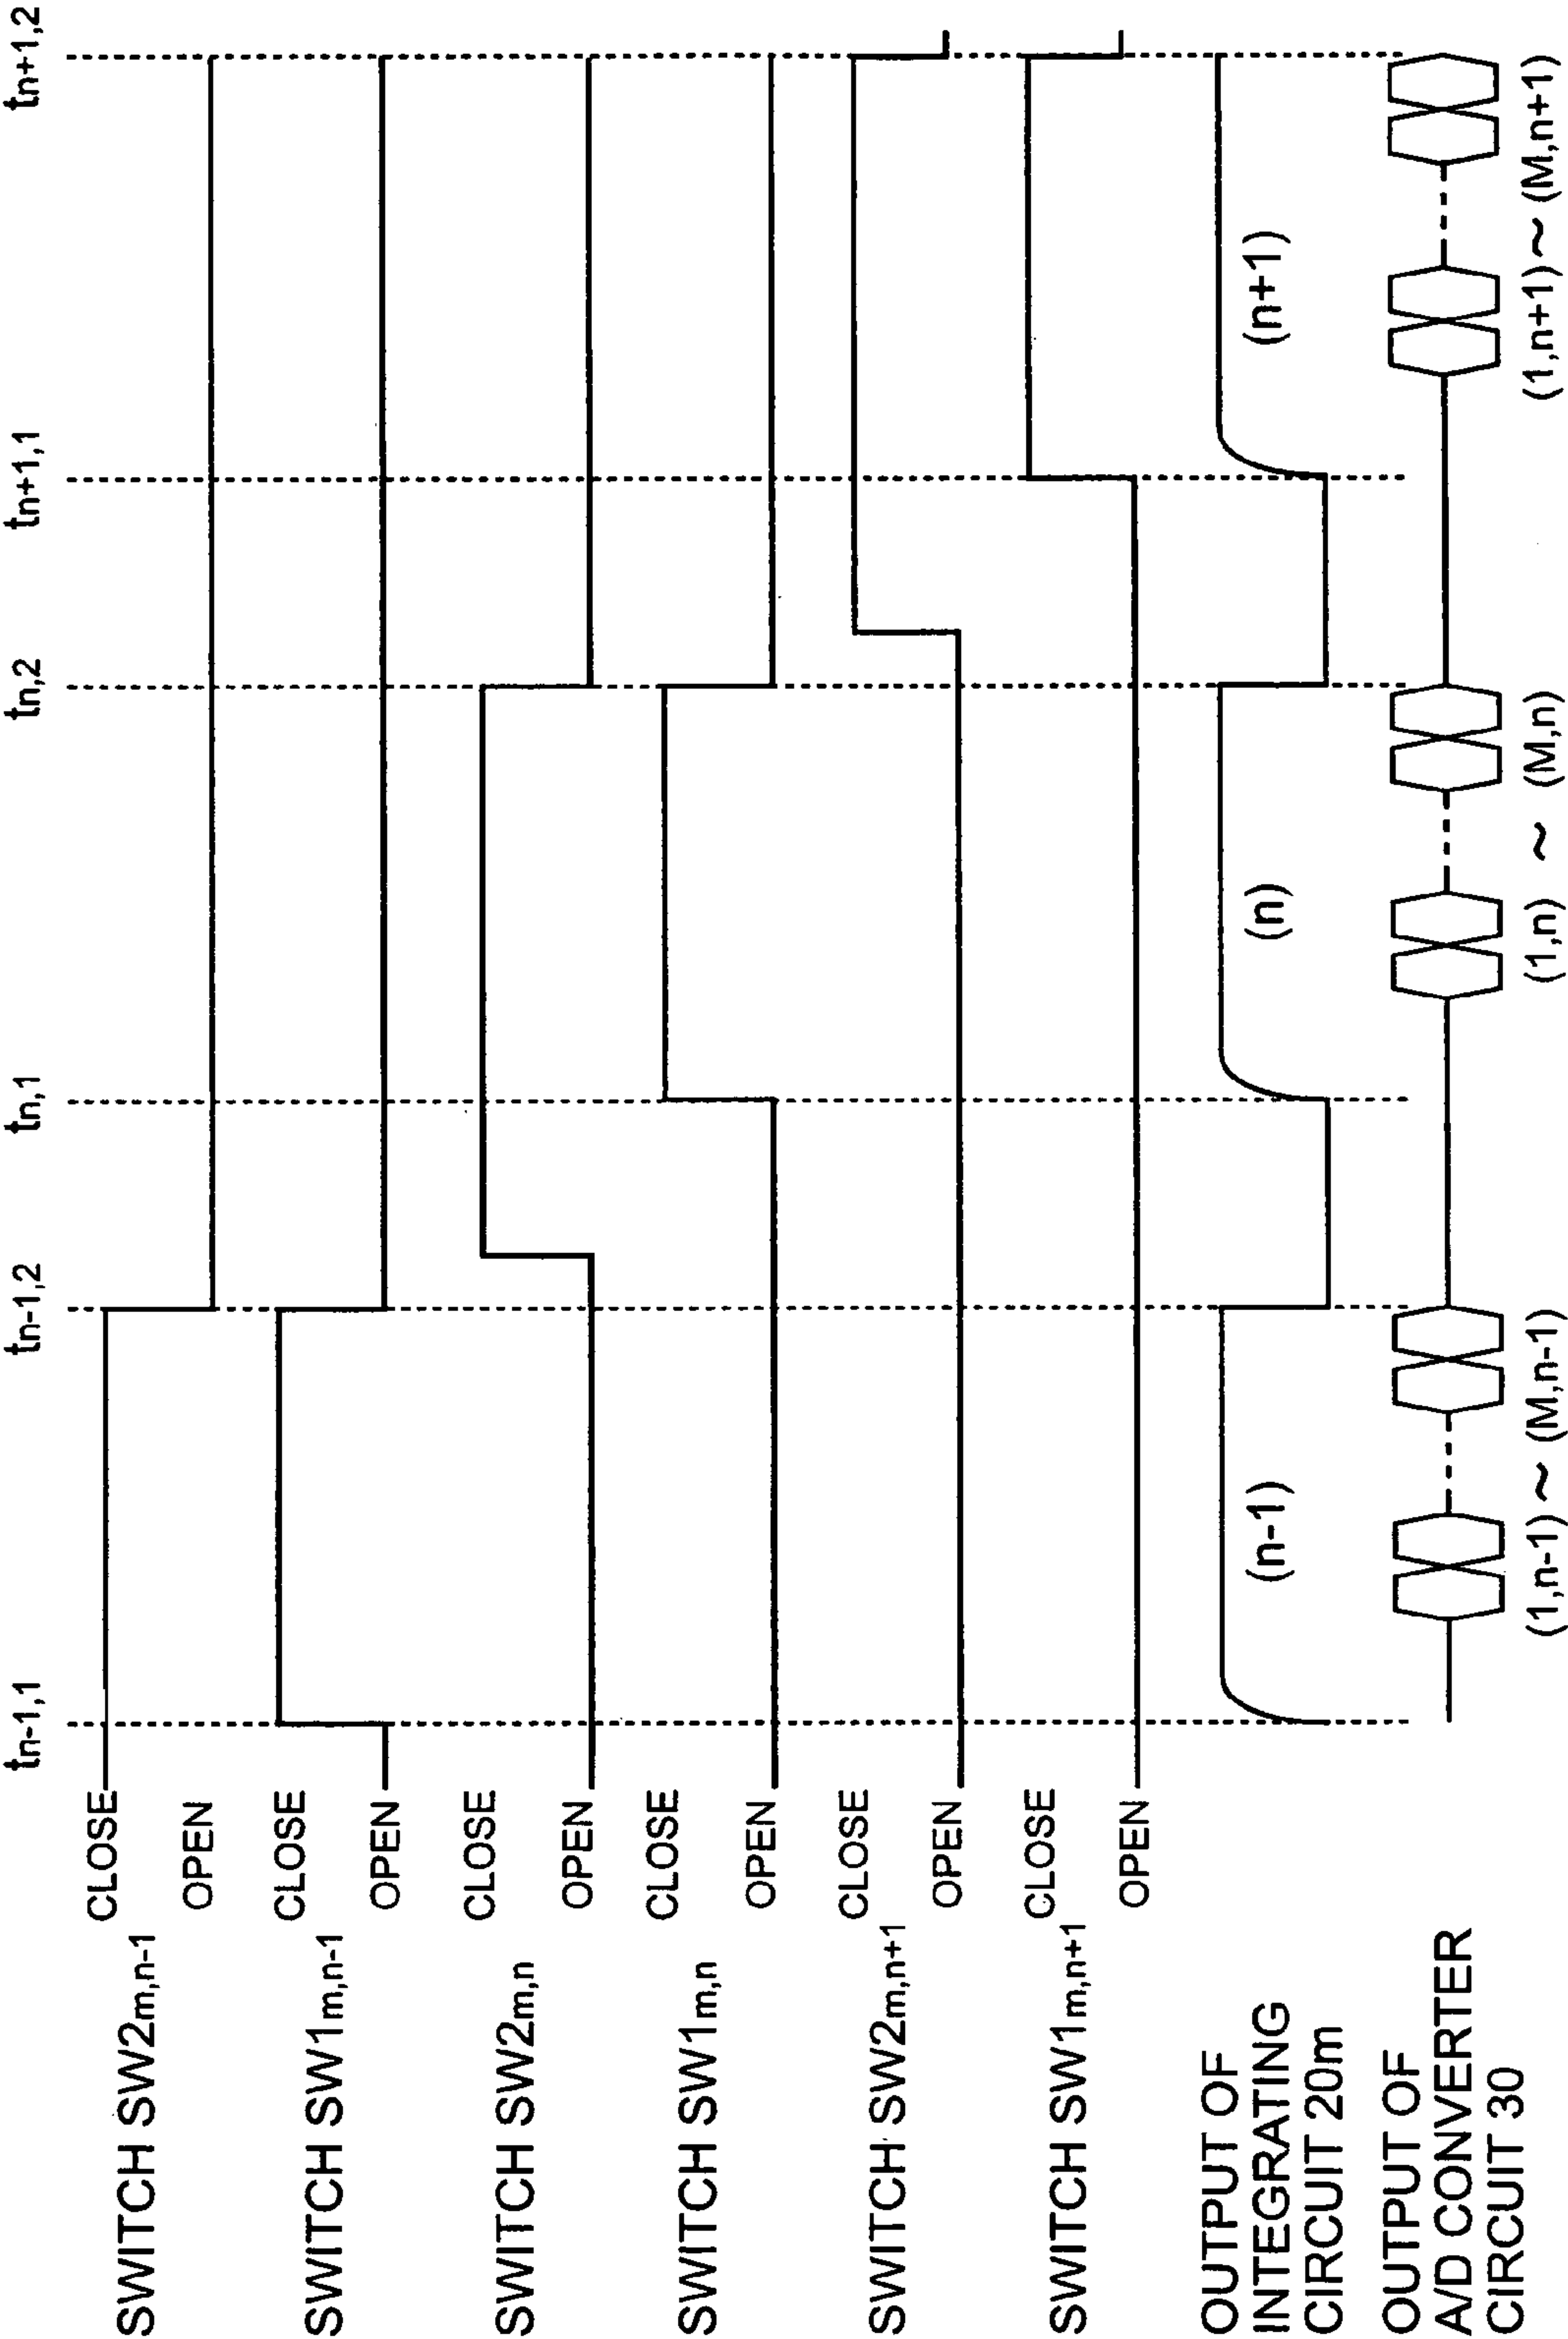 tn-1,1 tn-1,2 tn,1 tn,2 tn+1,1 tn+1,2
SWITCH SW2m,n-1 CLOSE
OPEN
SWITCH SW1m,n-1 CLOSE
OPEN
SWITCH SW2m,n CLOSE
OPEN
SWITCH SW1m,n CLOSE
OPEN
SWITCH SW2m,n+1 CLOSE
OPEN
SWITCH SW1m,n+1 CLOSE
OPEN
OUTPUT OF
INTEGRATING
CIRCUIT 20m
(n-1) (n) (n+1)
OUTPUT OF
A/D CONVERTER
CIRCUIT 30
(1,n-1) ~ (M,n-1) (1,n) ~ (M,n) (1,n+1) ~ (M,n+1)